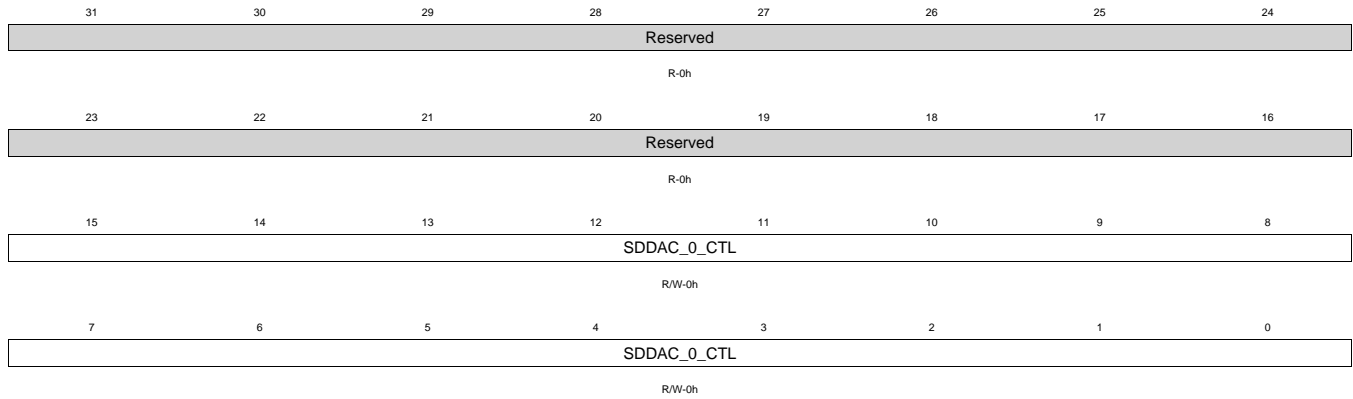 31 30 29 28 27 26 25 24
Reserved
R-0h
23 22 21 20 19 18 17 16
Reserved
R-0h
15 14 13 12 11 10 9 8
SDDAC_0_CTL
R/W-0h
7 6 5 4 3 2 1 0
SDDAC_0_CTL
R/W-0h